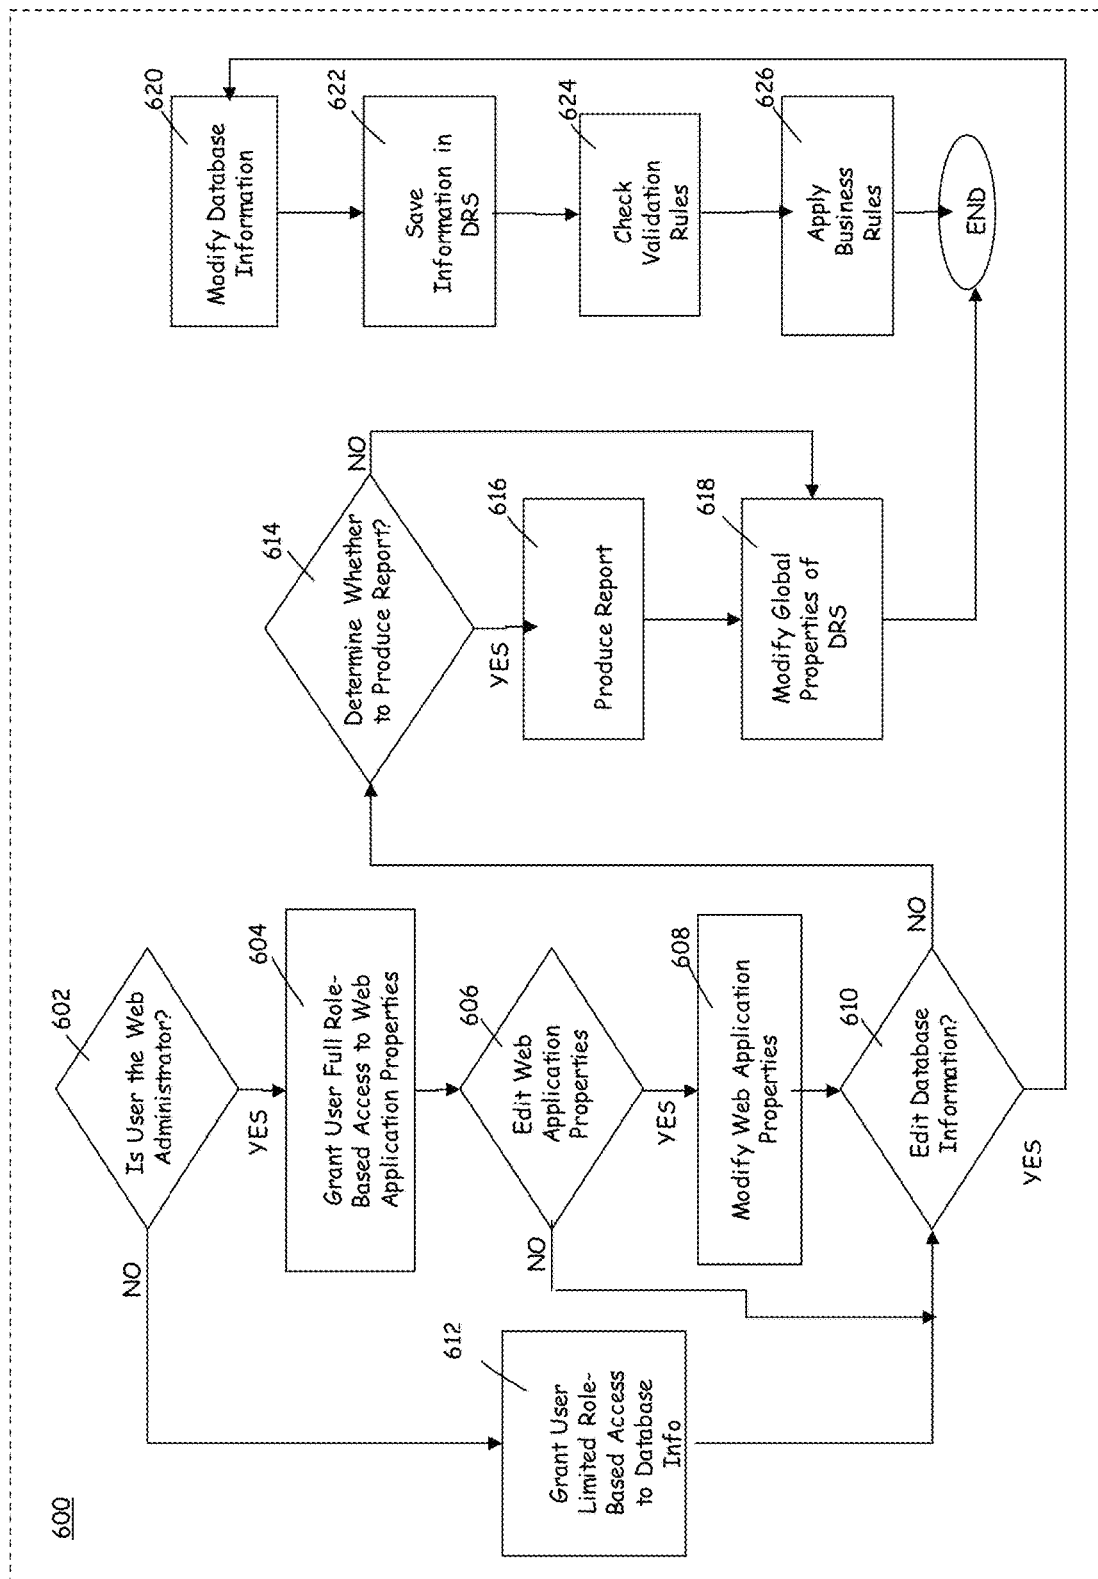 600
602
Is User the Web
Administrator?
NO
YES
604
Grant User Full Role-
Based Access to Web
Application Properties
606
Edit Web
Application
Properties
NO
YES
608
Modify Web Application
Properties
610
Edit Database
Information?
NO
YES
612
Grant User
Limited Role-
Based Access
to Database
Info
614
Determine Whether
to Produce Report?
NO
YES
616
Produce Report
618
Modify Global
Properties of
DRS
620
Modify Database
Information
622
Save
Information in
DRS
624
Check
Validation
Rules
626
Apply
Business
Rules
END